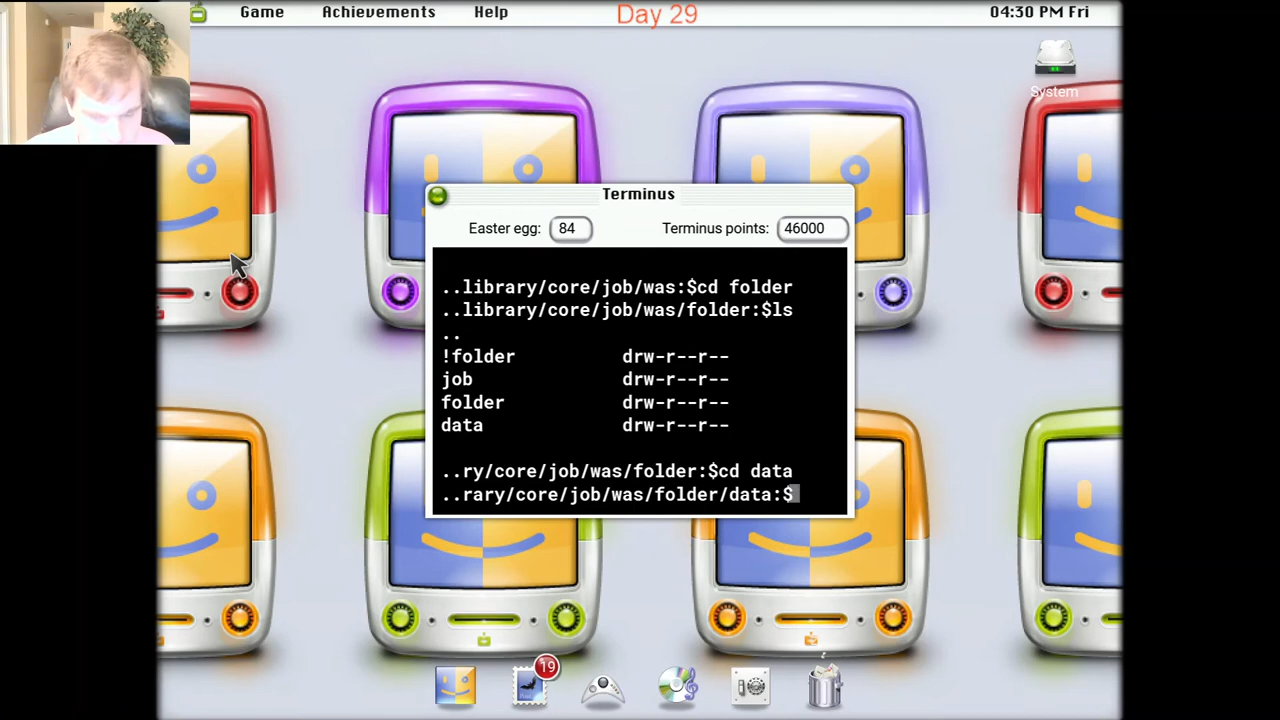 Game Achievements Help Day 29 04:30 PM Fri
System
Terminus
Easter egg: 84 Terminus points: 46000
..library/core/job/was:$cd folder
..library/core/job/was/folder:$ls
..
!folder drw-r--r--
job drw-r--r--
folder drw-r--r--
data drw-r--r--
..ry/core/job/was/folder:$cd data
..rary/core/job/was/folder/data:$
19